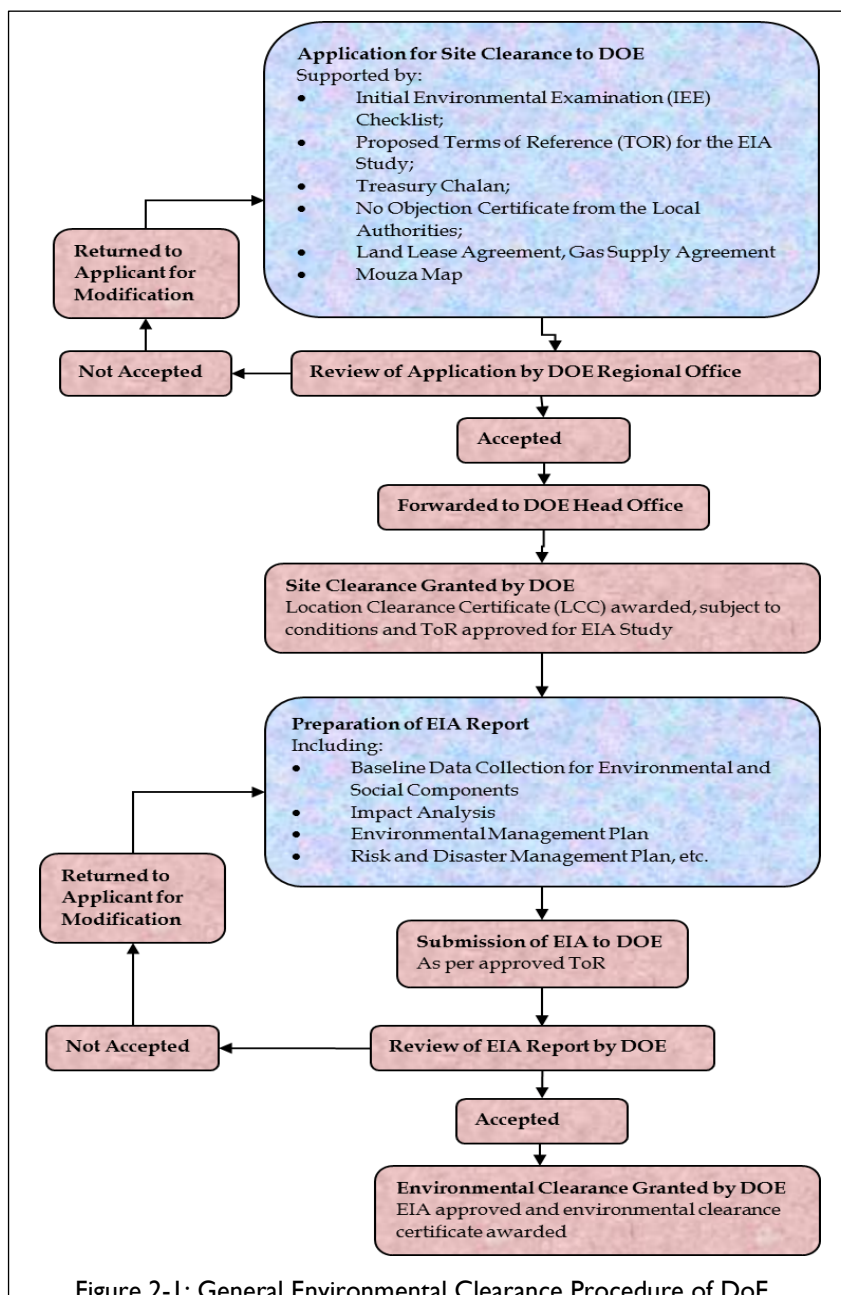 Application for Site Clearance to DOE
Supported by:
• Initial Environmental Examination (IEE)
Checklist;
• Proposed Terms of Reference (TOR) for the EIA
Study;
• Treasury Chalan;
• No Objection Certificate from the Local
Authorities;
• Land Lease Agreement, Gas Supply Agreement
• Mouza Map
Returned to
Applicant for
Modification
Not Accepted
Review of Application by DOE Regional Office
Accepted
Forwarded to DOE Head Office
Site Clearance Granted by DOE
Location Clearance Certificate (LCC) awarded, subject to
conditions and ToR approved for EIA Study
Preparation of EIA Report
Including:
• Baseline Data Collection for Environmental and
Social Components
• Impact Analysis
• Environmental Management Plan
• Risk and Disaster Management Plan, etc.
Returned to
Applicant for
Modification
Submission of EIA to DOE
As per approved ToR
Not Accepted
Review of EIA Report by DOE
Accepted
Environmental Clearance Granted by DOE
EIA approved and environmental clearance
certificate awarded
Figure 2-1: General Environmental Clearance Procedure of DoE